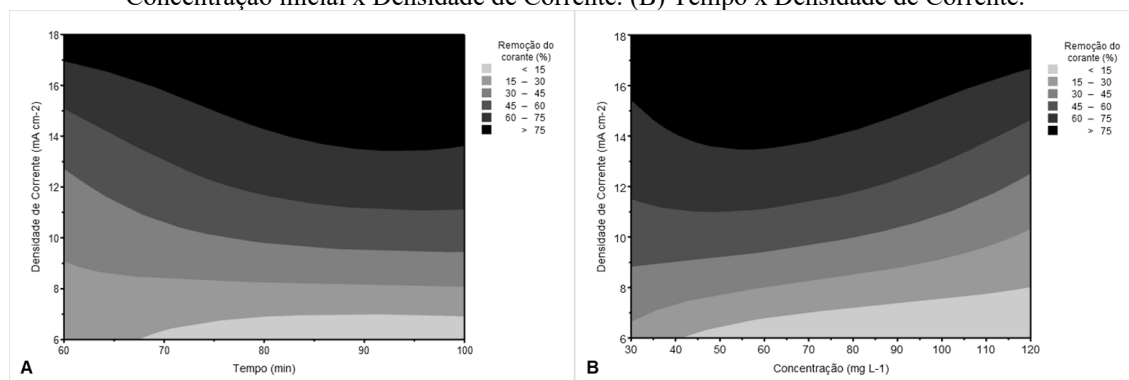 Concentração inicial x Densidade de Corrente. (B) Tempo x Densidade de Corrente.
Remoção do
corante (%)
< 15
15 – 30
30 – 45
45 – 60
60 – 75
> 75
Densidade de Corrente (mA cm-2)
18
16
14
12
10
8
6
60
70
80
90
100
Tempo (min)
A
Remoção do
corante (%)
< 15
15 – 30
30 – 45
45 – 60
60 – 75
> 75
Densidade de Corrente (mA cm-2)
18
16
14
12
10
8
6
30
40
50
60
70
80
90
100
110
120
Concentração (mg L-1)
B